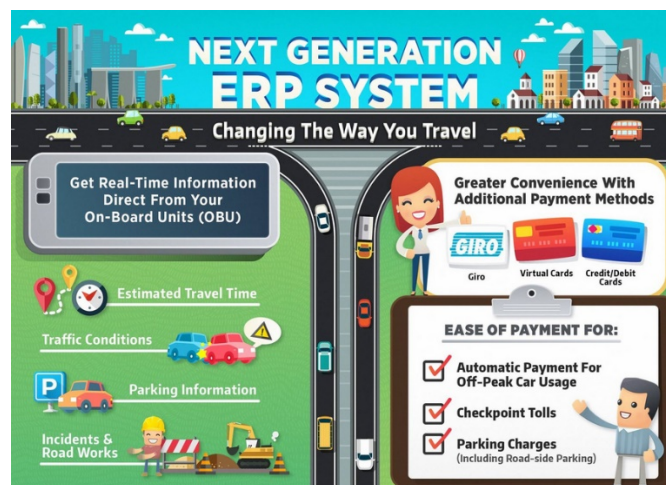 NEXT GENERATION
ERP SYSTEM
Changing The Way You Travel
Get Real-Time Information
Direct From Your
On-Board Units (OBU)
Estimated Travel Time
Traffic Conditions
P
Parking Information
Incidents &
Road Works
Greater Convenience With
Additional Payment Methods
GIRO
Giro
Virtual Cards
Credit/Debit
Cards
EASE OF PAYMENT FOR:
Automatic Payment For
Off-Peak Car Usage
Checkpoint Tolls
Parking Charges
(Including Road-side Parking)